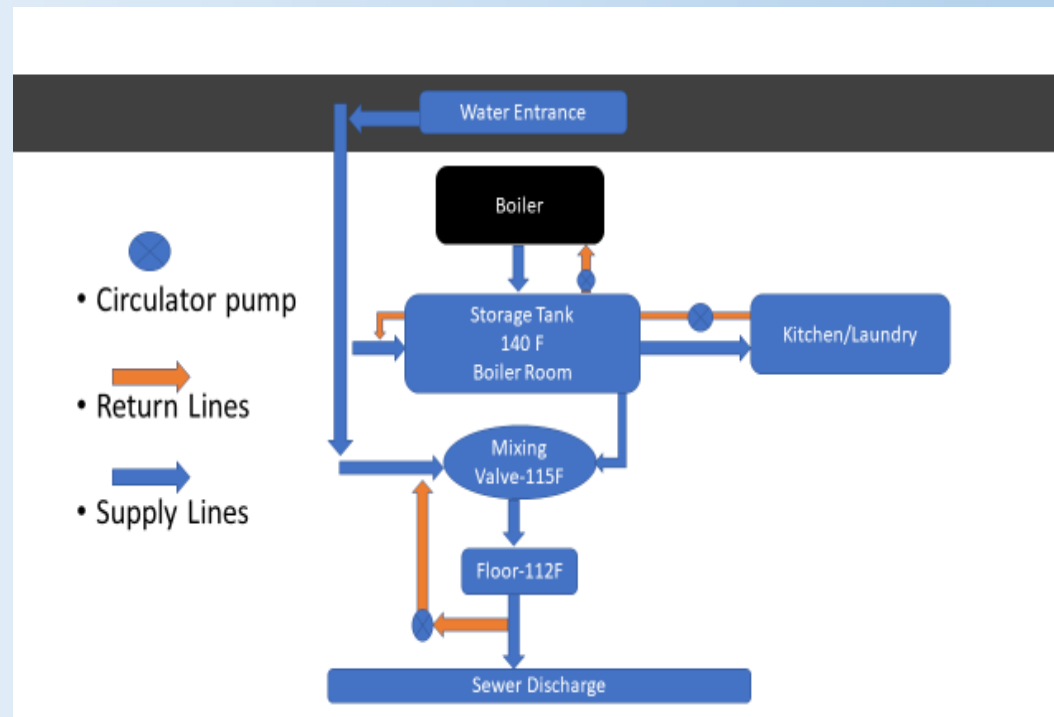 Water Entrance
Boiler
• Circulator pump
Storage Tank
140 F
Boiler Room
Kitchen/Laundry
• Return Lines
Mixing
Valve-115F
• Supply Lines
Floor-112F
Sewer Discharge